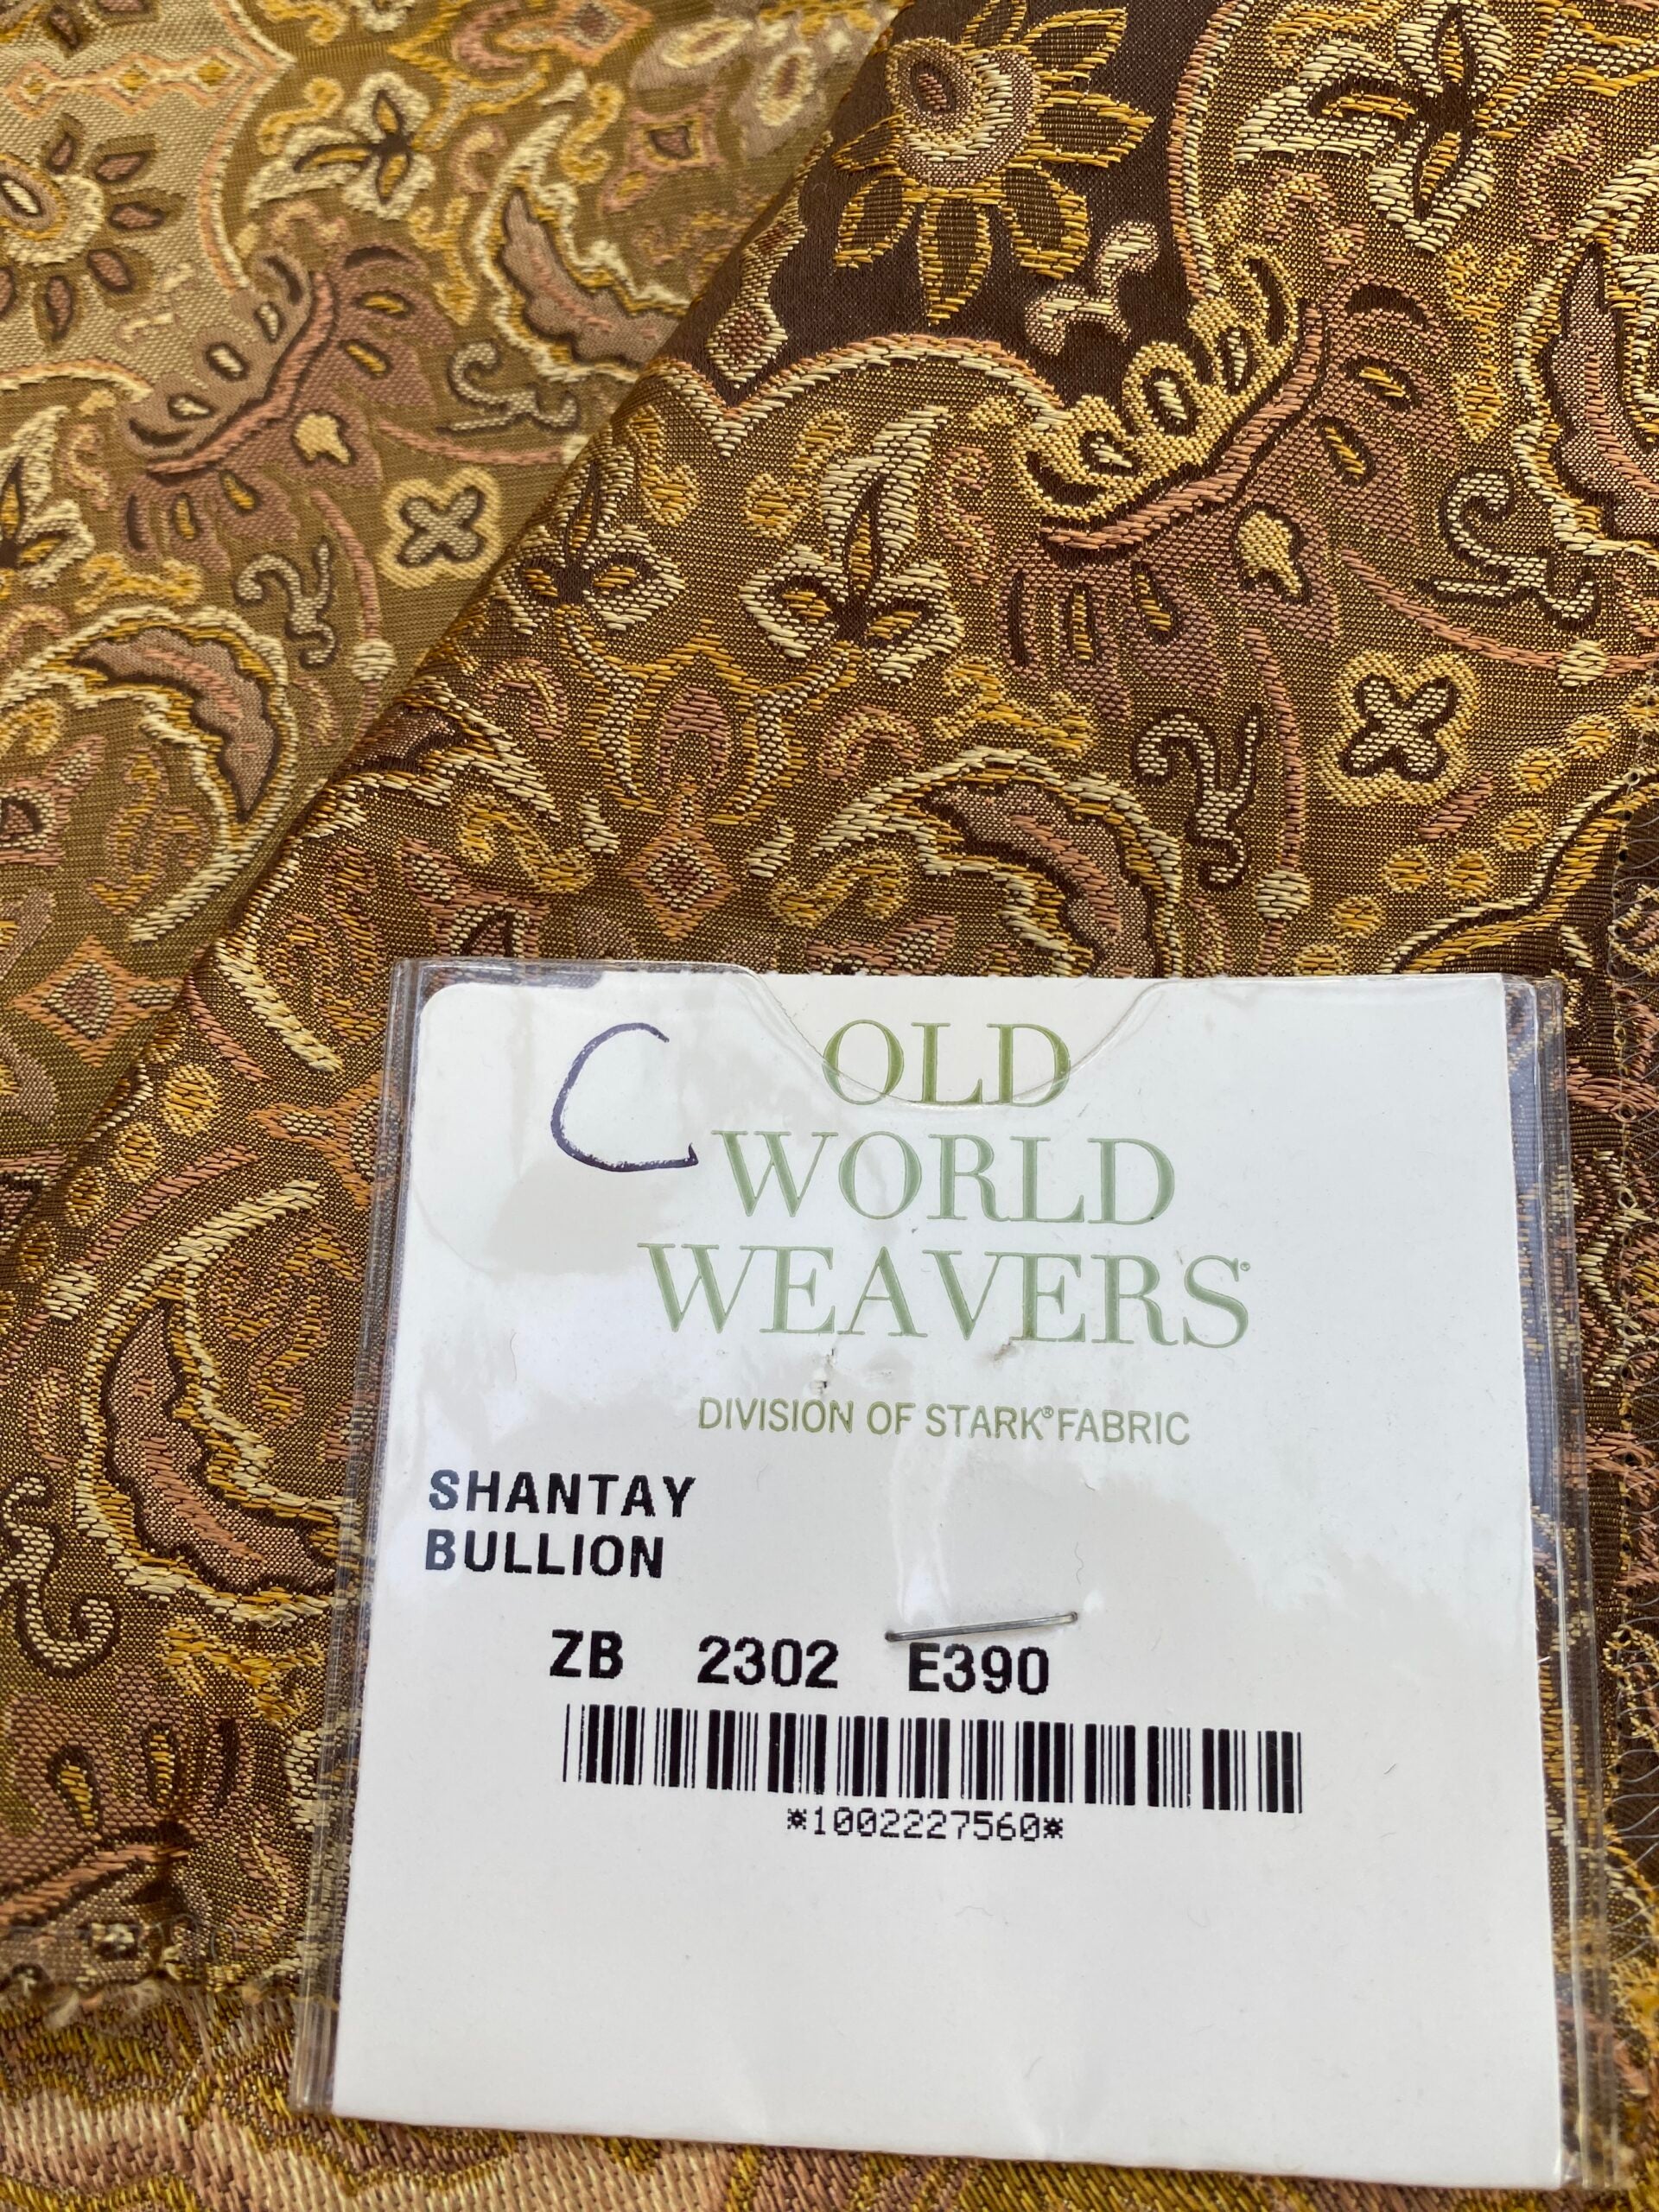 C
OLD
WORLD
WEAVERS®
DIVISION OF STARK® FABRIC
SHANTAY
BULLION
ZB 2302 E390
*1002227560*